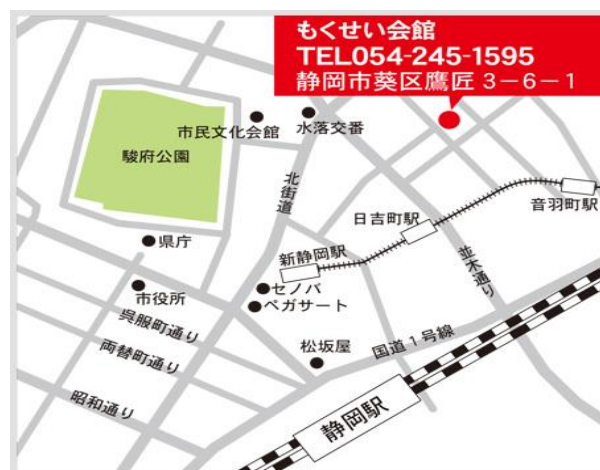 もくせい会館
TEL054-245-1595
静岡市葵区鷹匠 3－6－1
市民文化会館
水落交番
駿府公園
北街道
音羽町駅
日吉町駅
県庁
新静岡駅
並木通り
セノバ
市役所
ペガサート
呉服町通り
国道1号線
両替町通り
松坂屋
昭和通り
静岡駅